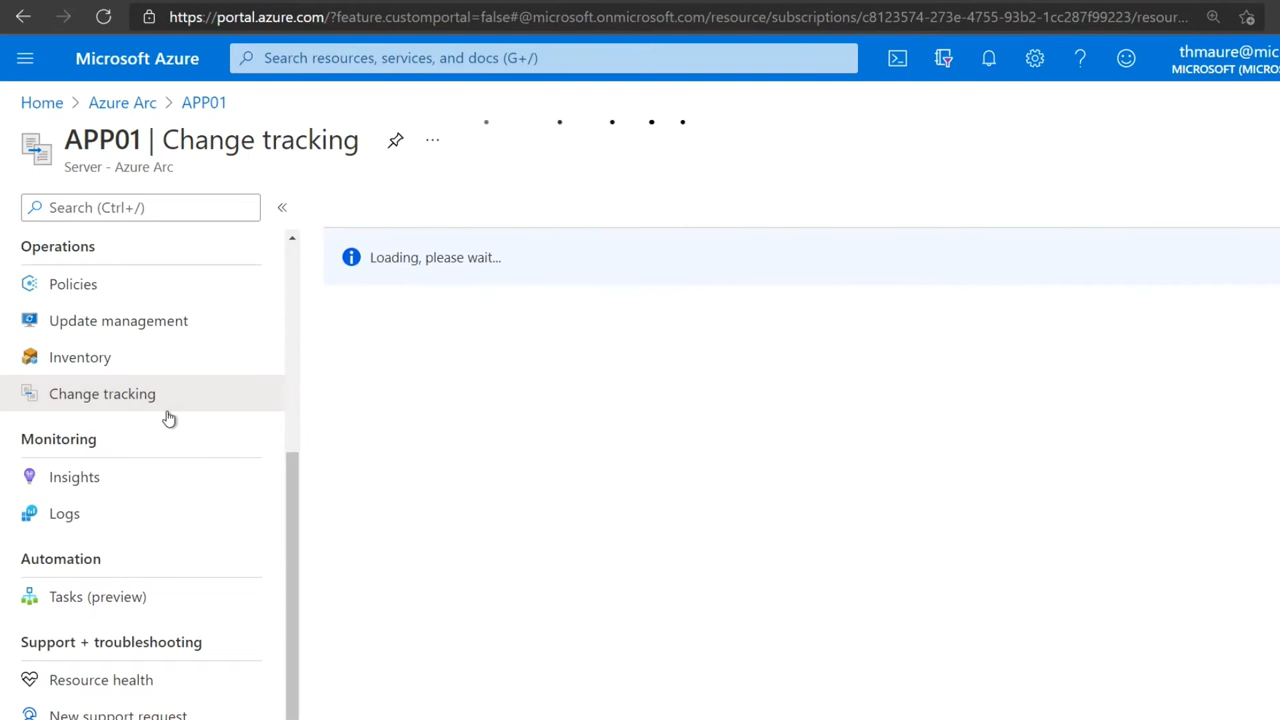 https://portal.azure.com/?feature.customportal=false#@microsoft.onmicrosoft.com/resource/subscriptions/c8123574-273e-4755-93b2-1cc287f99223/resour...
Microsoft Azure
Search resources, services, and docs (G+/)
thmaure@mic
MICROSOFT (MICRO
Home > Azure Arc > APP01
APP01 | Change tracking
...
Server - Azure Arc
Search (Ctrl+/)
«
Operations
Loading, please wait...
Policies
Update management
Inventory
Change tracking
Monitoring
Insights
Logs
Automation
Tasks (preview)
Support + troubleshooting
Resource health
New support request